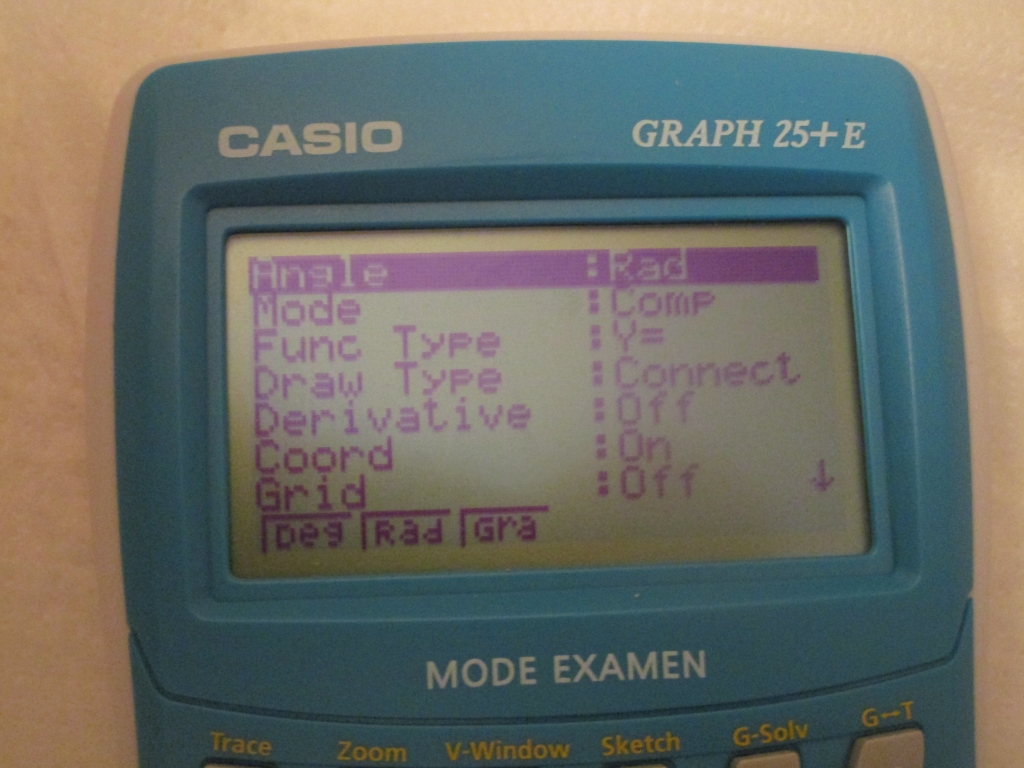 CASIO GRAPH 25+E
Angle :Rad
Mode :Comp
Func Type :Y=
Draw Type :Connect
Derivative :Off
Coord :On
Grid :Off ↓
Deg Rad Gra
MODE EXAMEN
Trace Zoom V-Window Sketch G-Solv G↔T